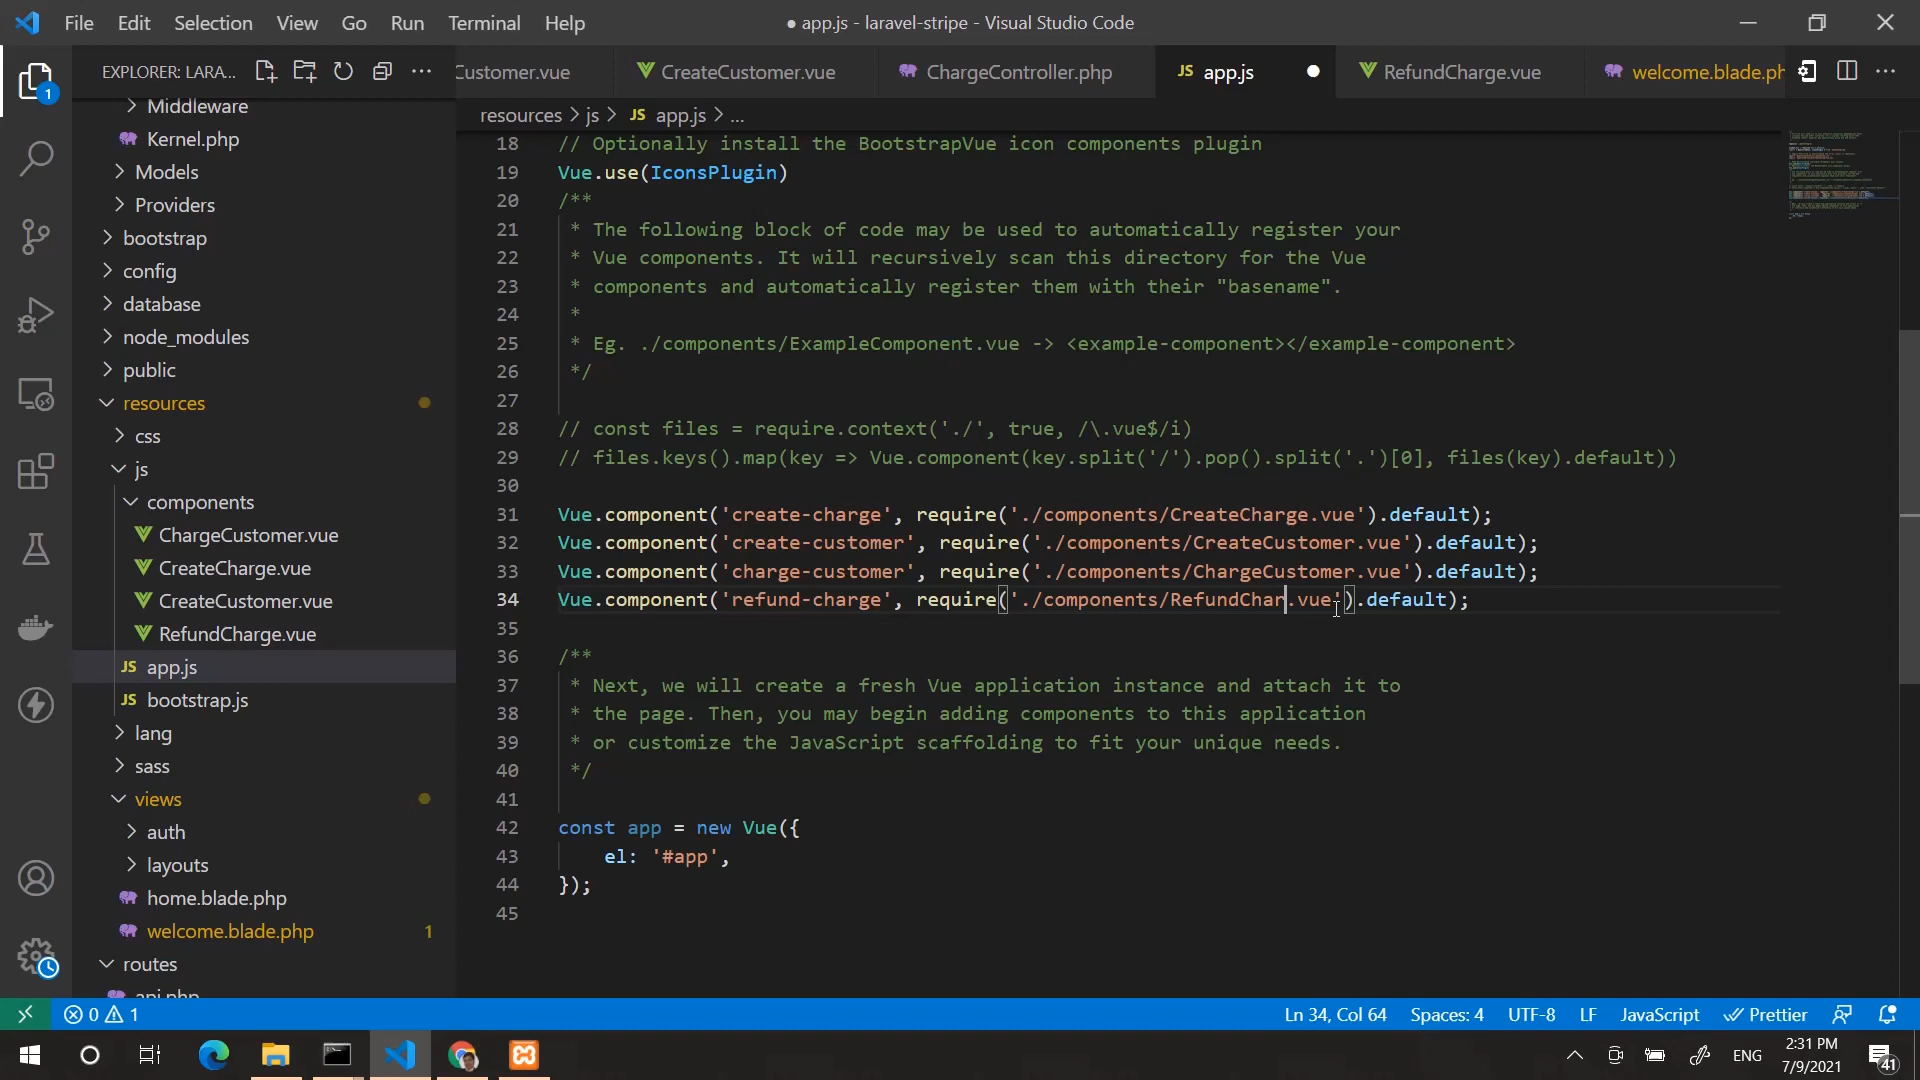 File Edit Selection View Go Run Terminal Help
● app.js - laravel-stripe - Visual Studio Code
EXPLORER: LARA...
Customer.vue
CreateCustomer.vue
ChargeController.php
JS app.js
RefundCharge.vue
welcome.blade.ph
resources > js > JS app.js > ...
1
Middleware
Kernel.php
Models
Providers
bootstrap
config
database
node_modules
public
resources
css
js
components
ChargeCustomer.vue
CreateCharge.vue
CreateCustomer.vue
RefundCharge.vue
JS app.js
JS bootstrap.js
lang
sass
views
auth
layouts
home.blade.php
welcome.blade.php 1
routes
api.php
18 // Optionally install the BootstrapVue icon components plugin
19 Vue.use(IconsPlugin)
20 /**
21 * The following block of code may be used to automatically register your
22 * Vue components. It will recursively scan this directory for the Vue
23 * components and automatically register them with their "basename".
24 *
25 * Eg. ./components/ExampleComponent.vue -> <example-component></example-component>
26 */
27
28 // const files = require.context('./', true, /\.vue$/i)
29 // files.keys().map(key => Vue.component(key.split('/').pop().split('.')[0], files(key).default))
30
31 Vue.component('create-charge', require('./components/CreateCharge.vue').default);
32 Vue.component('create-customer', require('./components/CreateCustomer.vue').default);
33 Vue.component('charge-customer', require('./components/ChargeCustomer.vue').default);
34 Vue.component('refund-charge', require('./components/RefundChar.vue').default);
35
36 /**
37 * Next, we will create a fresh Vue application instance and attach it to
38 * the page. Then, you may begin adding components to this application
39 * or customize the JavaScript scaffolding to fit your unique needs.
40 */
41
42 const app = new Vue({
43 el: '#app',
44 });
45
0 1
Ln 34, Col 64 Spaces: 4 UTF-8 LF JavaScript Prettier
ENG
2:31 PM
7/9/2021
41